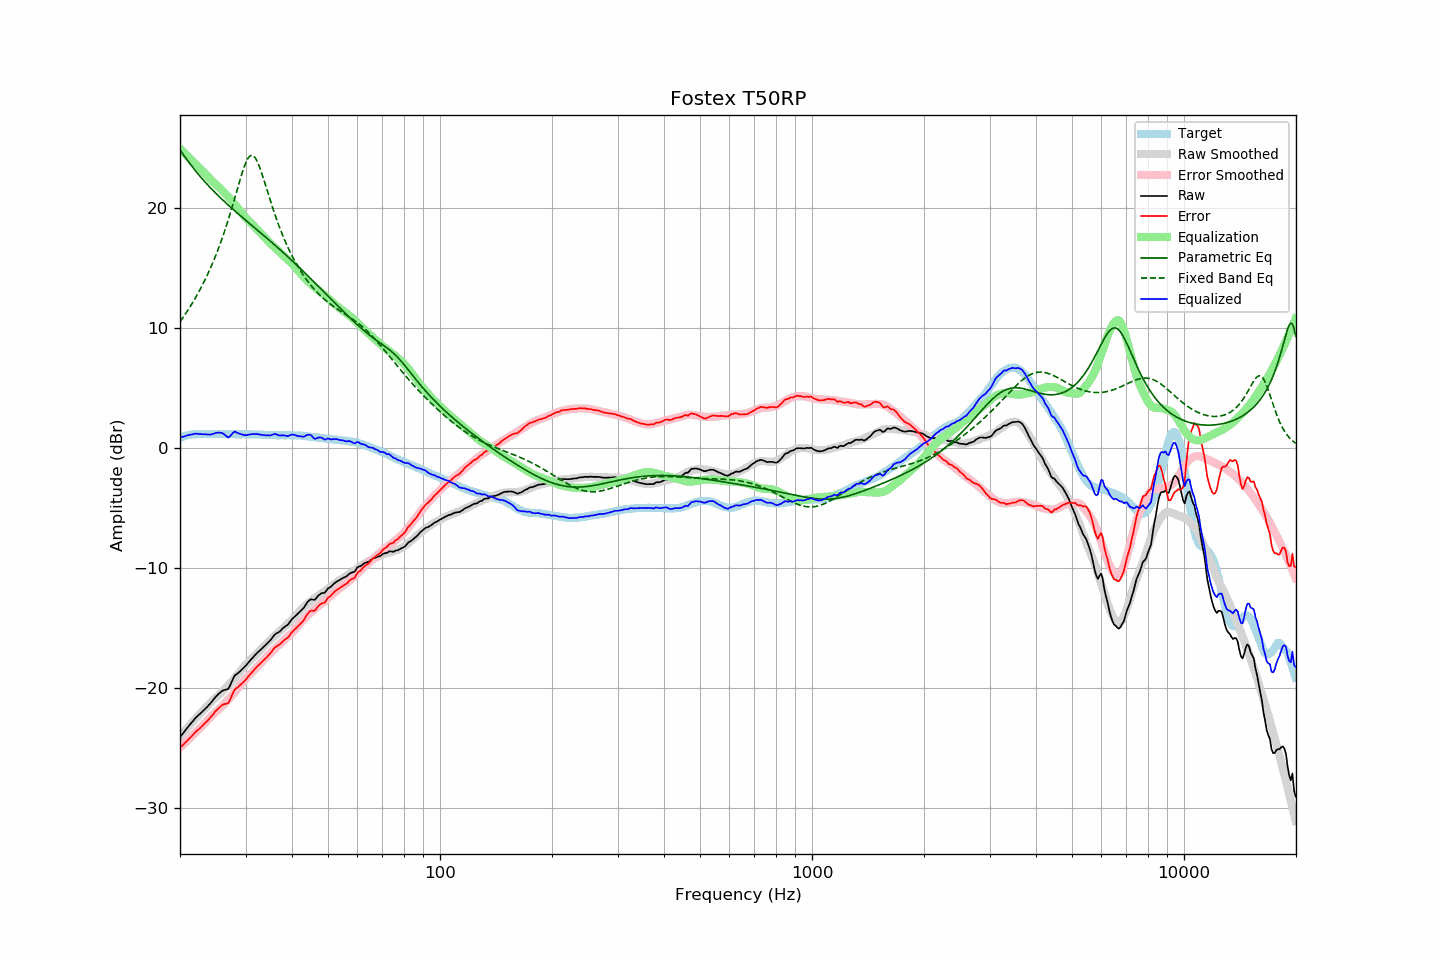 Fostex T50RP
Target
Raw Smoothed
Error Smoothed
Raw
Error
Equalization
Parametric Eq
Fixed Band Eq
Equalized
Amplitude (dBr)
20
10
0
−10
−20
−30
100
1000
10000
Frequency (Hz)